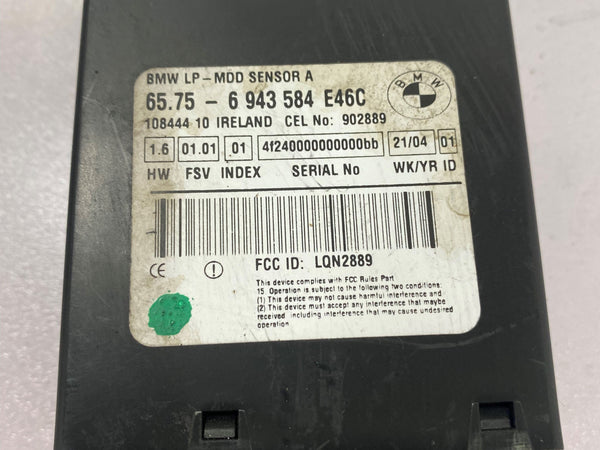 BMW LP-MDD SENSOR A
65.75 - 6 943 584 E46C
BMW
108444 10 IRELAND CEL No: 902889
1.6 01.01 01 4f240000000000bb 21/04 01
HW FSV INDEX SERIAL No WK/YR ID
CE FCC ID: LQN2889
This device complies with FCC Rules Part
15. Operation is subject to the following two conditions:
(1) This device may not cause harmful interference and
(2) This device must accept any interference that maybe
received including interference that may cause undesired
operation